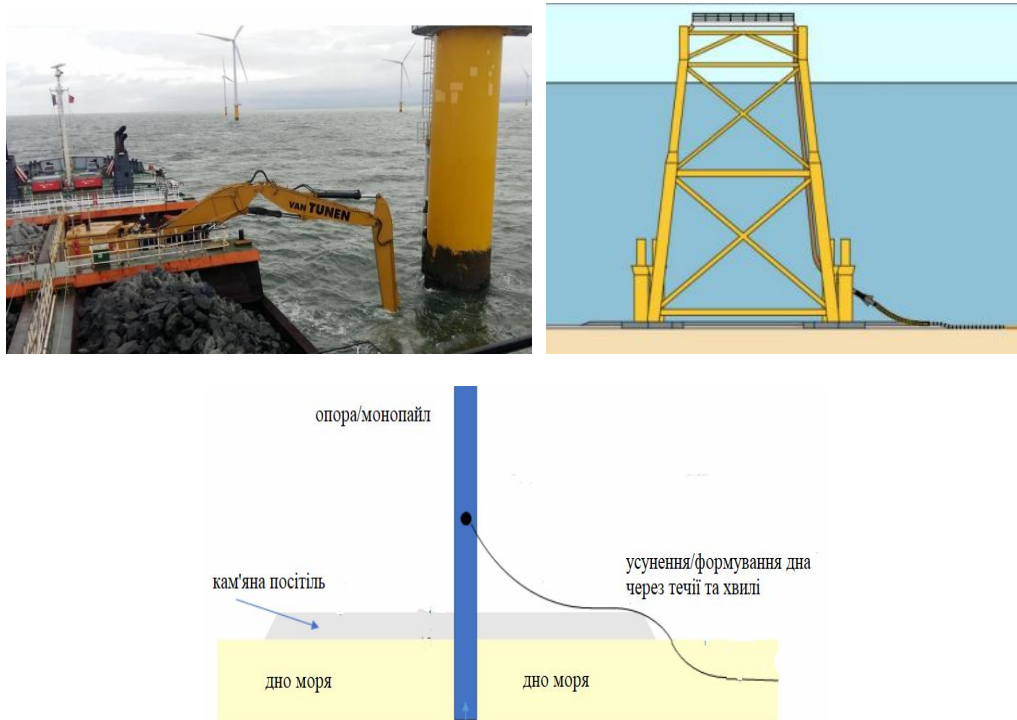 VAN TUNEN
опора/монопайл
усунення/формування дна
через течії та хвилі
кам'яна посітіль
дно моря
дно моря